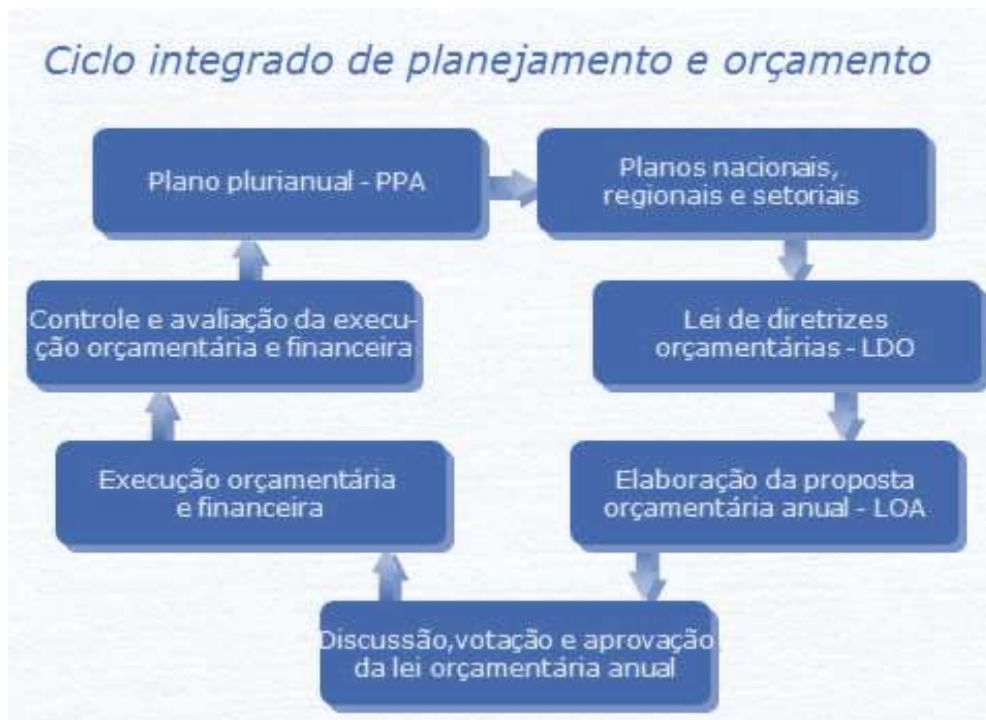 Ciclo integrado de planejamento e orçamento
Plano plurianual - PPA
Planos nacionais,
regionais e setoriais
Lei de diretrizes
orçamentárias - LDO
Elaboração da proposta
orçamentária anual - LOA
Discussão,votação e aprovação
da lei orçamentária anual
Execução orçamentária
e financeira
Controle e avaliação da execu-
ção orçamentária e financeira